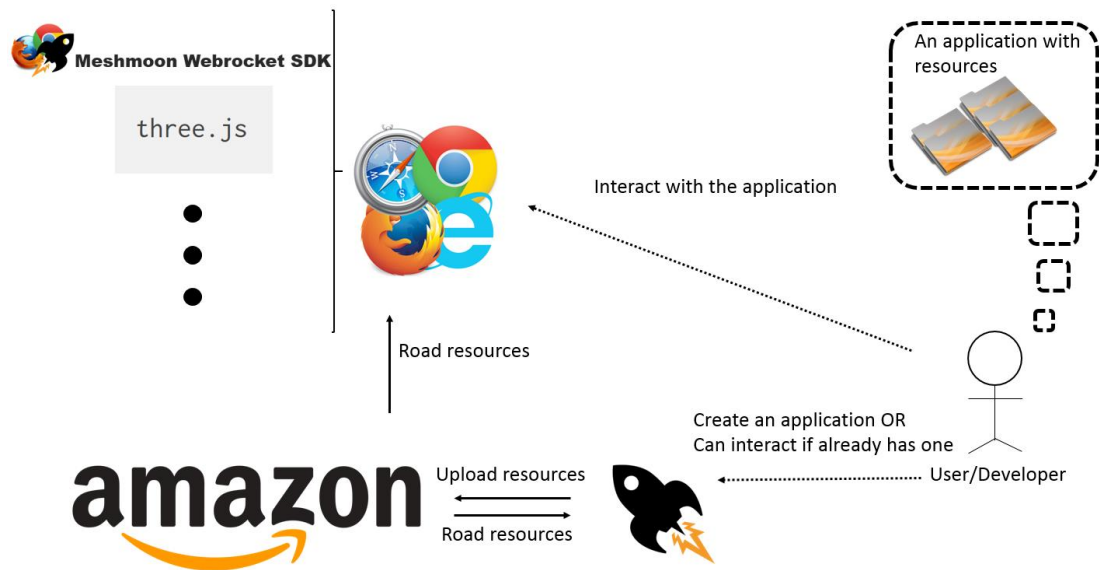 Meshmoon Webrocket SDK
three.js
An application with
resources
Interact with the application
Road resources
Create an application OR
Can interact if already has one
User/Developer
amazon
Upload resources
Road resources
N
W
S